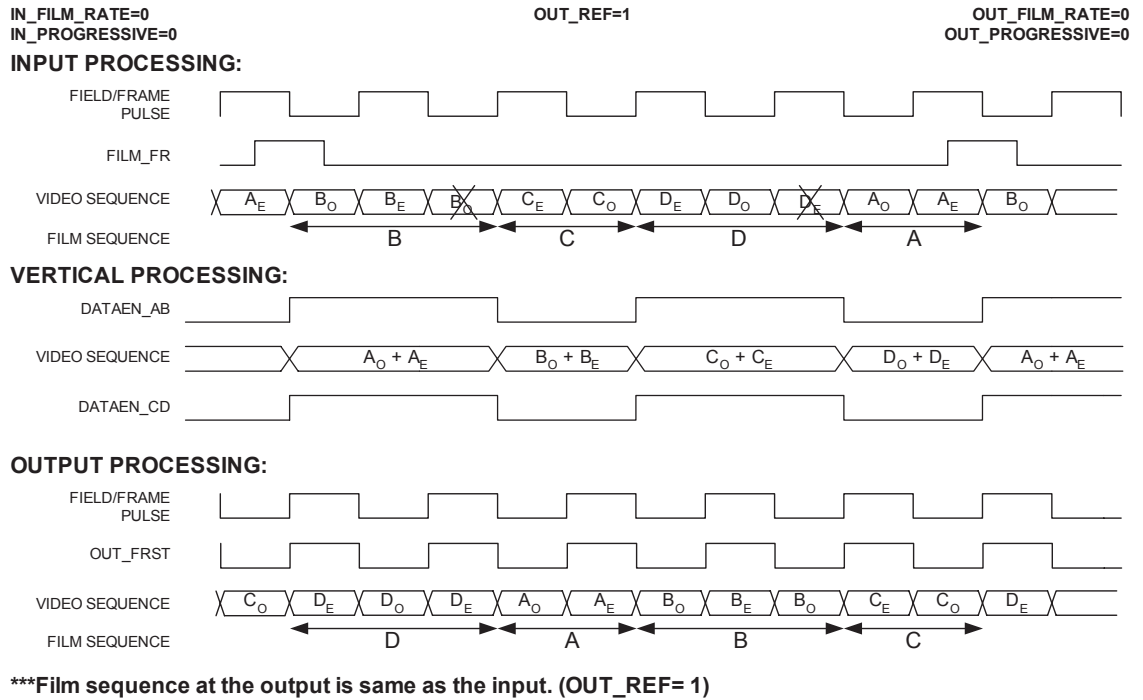 IN_FILM_RATE=0 OUT_REF=1 OUT_FILM_RATE=0
IN_PROGRESSIVE=0 OUT_PROGRESSIVE=0
INPUT PROCESSING:
FIELD/FRAME
PULSE
FILM_FR
VIDEO SEQUENCE A_E B_O B_E B_O C_E C_O D_E D_O D_E A_O A_E B_O
FILM SEQUENCE B C D A
VERTICAL PROCESSING:
DATAEN_AB
VIDEO SEQUENCE A_O + A_E B_O + B_E C_O + C_E D_O + D_E A_O + A_E
DATAEN_CD
OUTPUT PROCESSING:
FIELD/FRAME
PULSE
OUT_FRST
VIDEO SEQUENCE C_O D_E D_O D_E A_O A_E B_O B_E B_O C_E C_O D_E
FILM SEQUENCE D A B C
***Film sequence at the output is same as the input. (OUT_REF= 1)